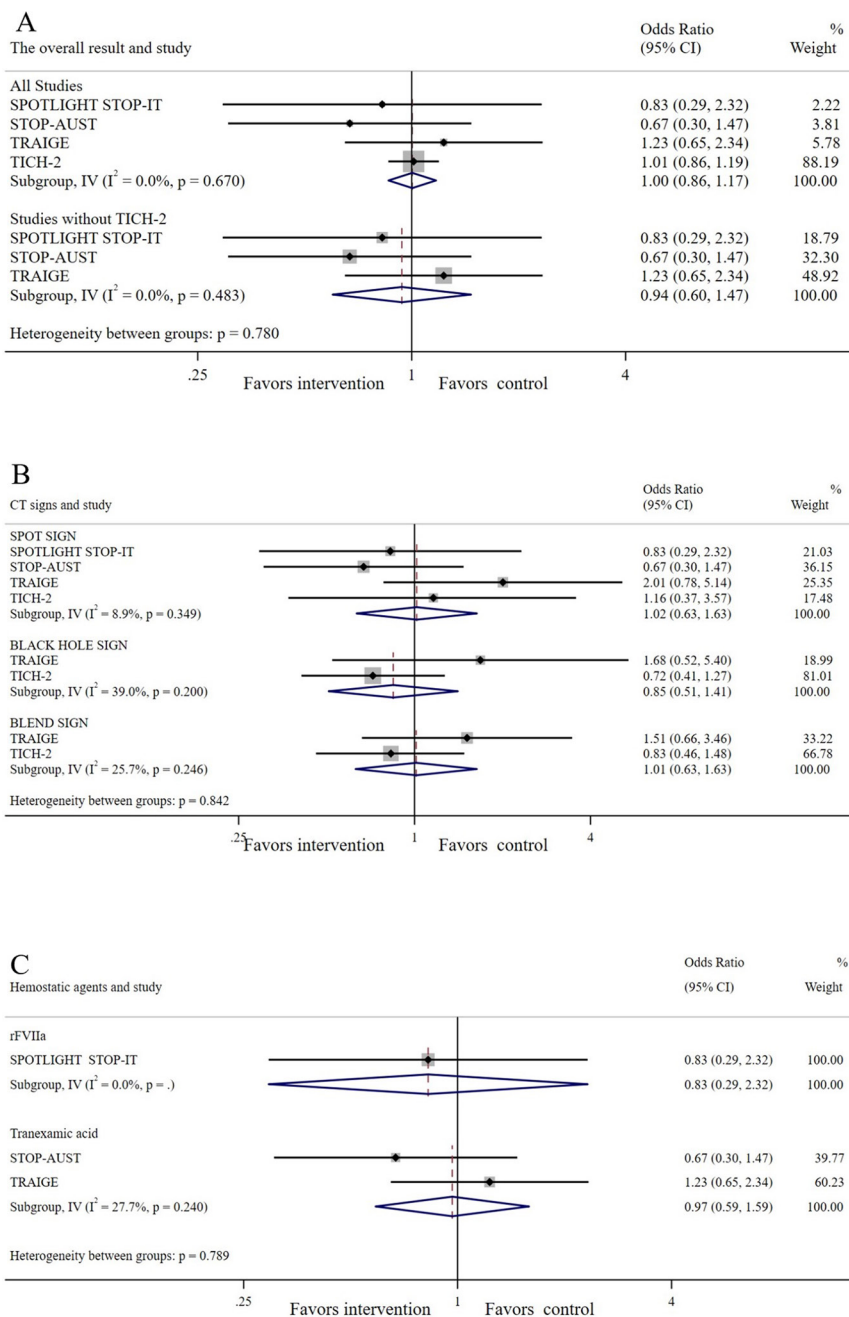 A
Odds Ratio %
The overall result and study (95% CI) Weight
All Studies
SPOTLIGHT STOP-IT 0.83 (0.29, 2.32) 2.22
STOP-AUST 0.67 (0.30, 1.47) 3.81
TRAIGE 1.23 (0.65, 2.34) 5.78
TICH-2 1.01 (0.86, 1.19) 88.19
Subgroup, IV (I² = 0.0%, p = 0.670) 1.00 (0.86, 1.17) 100.00
Studies without TICH-2
SPOTLIGHT STOP-IT 0.83 (0.29, 2.32) 18.79
STOP-AUST 0.67 (0.30, 1.47) 32.30
TRAIGE 1.23 (0.65, 2.34) 48.92
Subgroup, IV (I² = 0.0%, p = 0.483) 0.94 (0.60, 1.47) 100.00
Heterogeneity between groups: p = 0.780
.25 1 4
Favors intervention Favors control
B
Odds Ratio %
CT signs and study (95% CI) Weight
SPOT SIGN
SPOTLIGHT STOP-IT 0.83 (0.29, 2.32) 21.03
STOP-AUST 0.67 (0.30, 1.47) 36.15
TRAIGE 2.01 (0.78, 5.14) 25.35
TICH-2 1.16 (0.37, 3.57) 17.48
Subgroup, IV (I² = 8.9%, p = 0.349) 1.02 (0.63, 1.63) 100.00
BLACK HOLE SIGN
TRAIGE 1.68 (0.52, 5.40) 18.99
TICH-2 0.72 (0.41, 1.27) 81.01
Subgroup, IV (I² = 39.0%, p = 0.200) 0.85 (0.51, 1.41) 100.00
BLEND SIGN
TRAIGE 1.51 (0.66, 3.46) 33.22
TICH-2 0.83 (0.46, 1.48) 66.78
Subgroup, IV (I² = 25.7%, p = 0.246) 1.01 (0.63, 1.63) 100.00
Heterogeneity between groups: p = 0.842
.25 1 4
Favors intervention Favors control
C
Odds Ratio %
Hemostatic agents and study (95% CI) Weight
rFVIIa
SPOTLIGHT STOP-IT 0.83 (0.29, 2.32) 100.00
Subgroup, IV (I² = 0.0%, p = .) 0.83 (0.29, 2.32) 100.00
Tranexamic acid
STOP-AUST 0.67 (0.30, 1.47) 39.77
TRAIGE 1.23 (0.65, 2.34) 60.23
Subgroup, IV (I² = 27.7%, p = 0.240) 0.97 (0.59, 1.59) 100.00
Heterogeneity between groups: p = 0.789
.25 1 4
Favors intervention Favors control